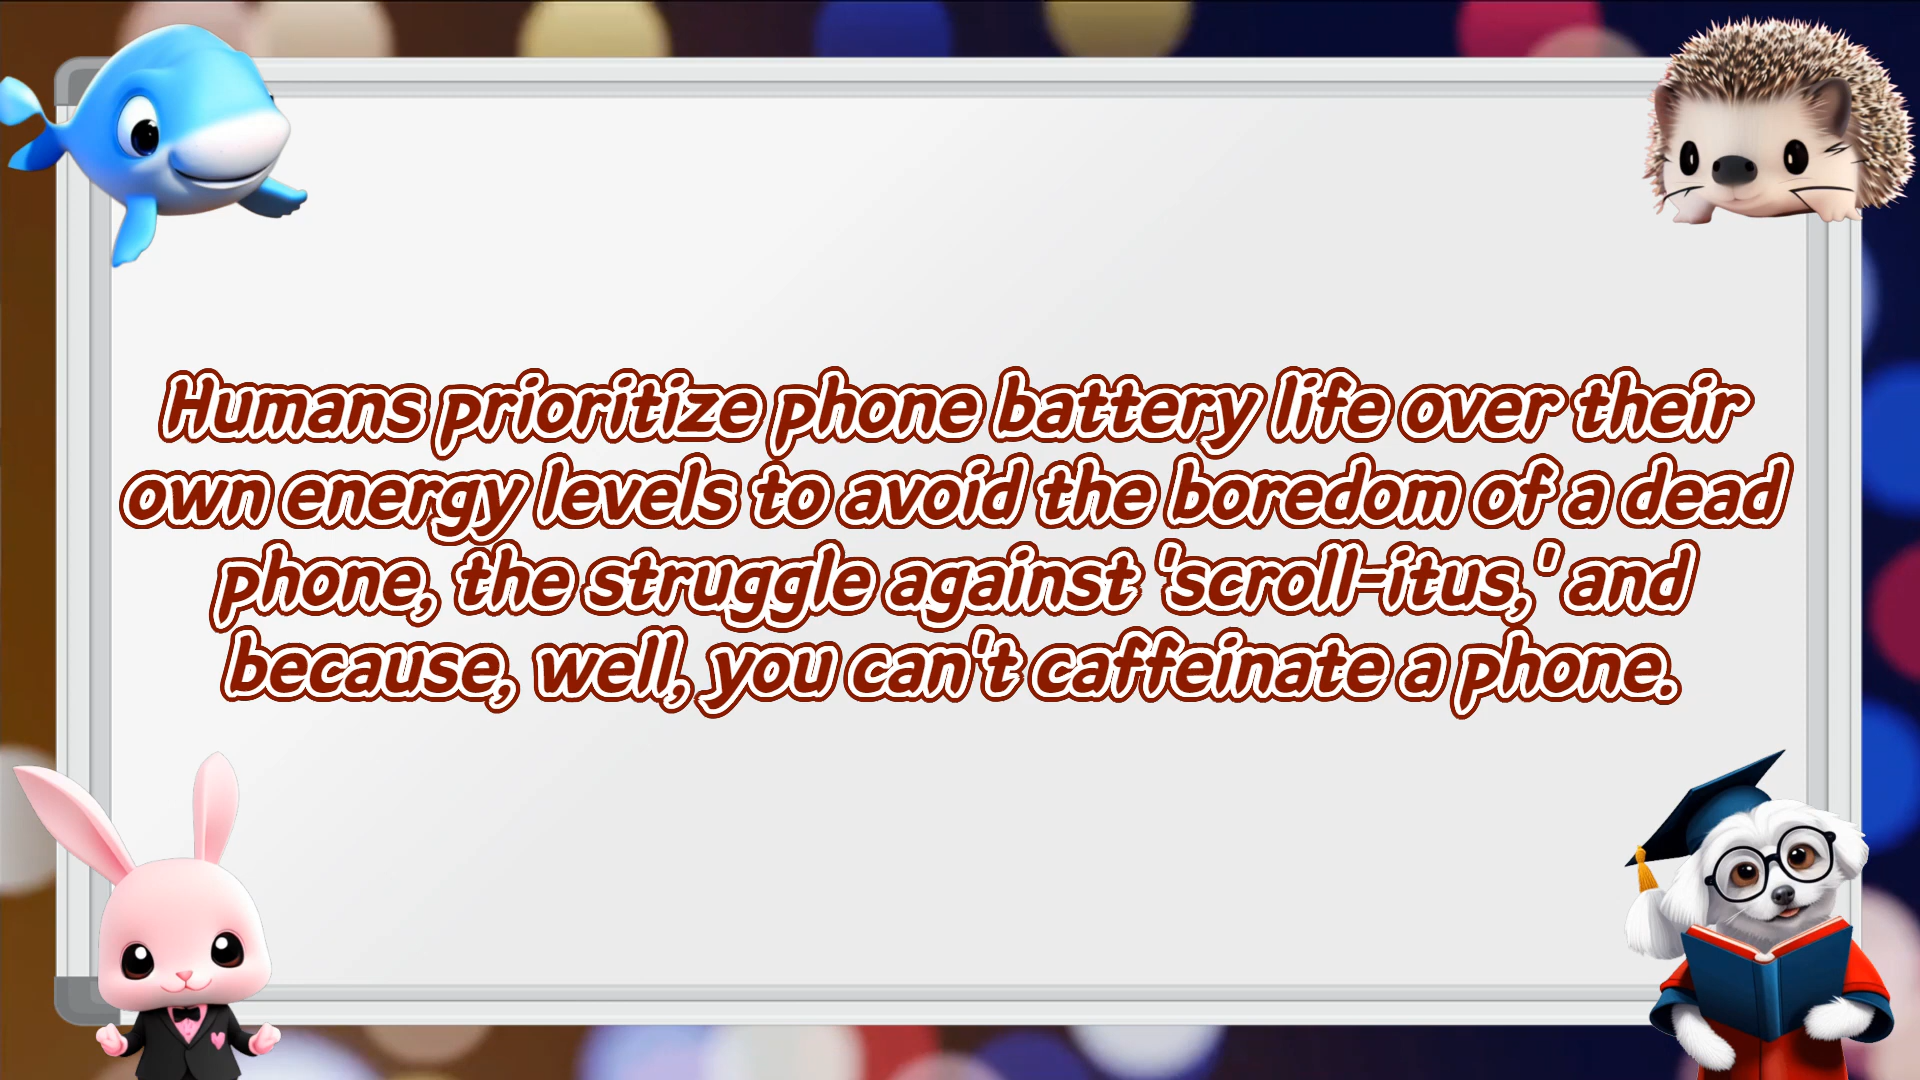 Humans prioritize phone battery life over their
own energy levels to avoid the boredom of a dead
phone, the struggle against 'scroll-itus,' and
because, well, you can't caffeinate a phone.